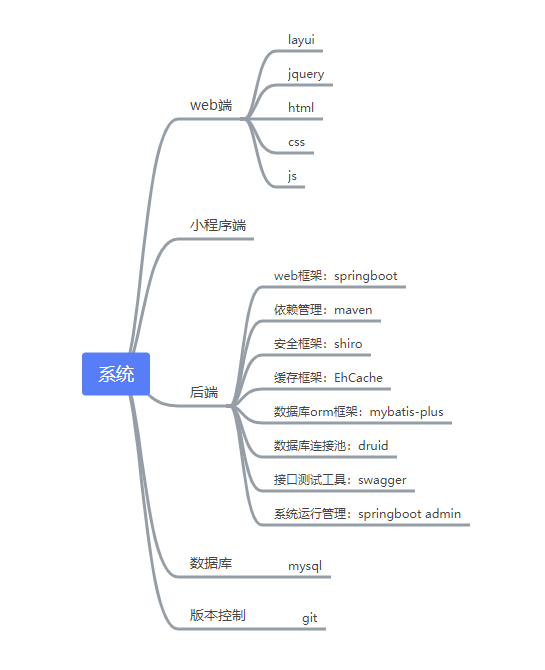 系统
web端
layui
jquery
html
css
js
小程序端
后端
web框架：springboot
依赖管理：maven
安全框架：shiro
缓存框架：EhCache
数据库orm框架：mybatis-plus
数据库连接池：druid
接口测试工具：swagger
系统运行管理：springboot admin
数据库
mysql
版本控制
git